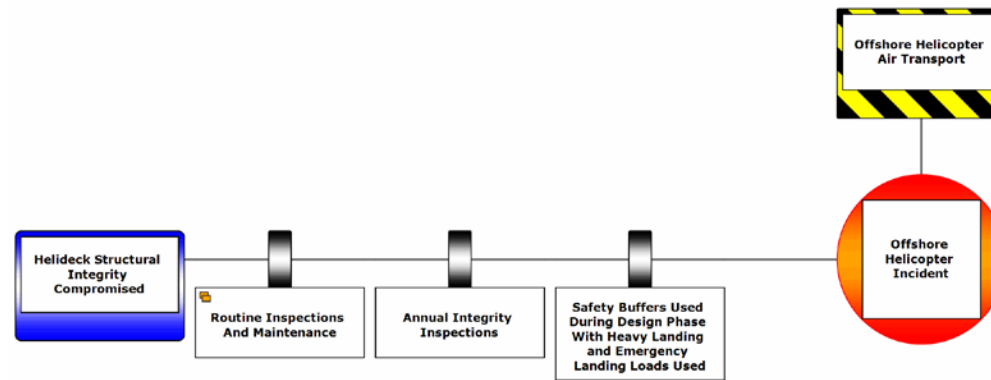 Offshore Helicopter
Air Transport
Helideck Structural
Integrity
Compromised
Routine Inspections
And Maintenance
Annual Integrity
Inspections
Safety Buffers Used
During Design Phase
With Heavy Landing
and Emergency
Landing Loads Used
Offshore
Helicopter
Incident